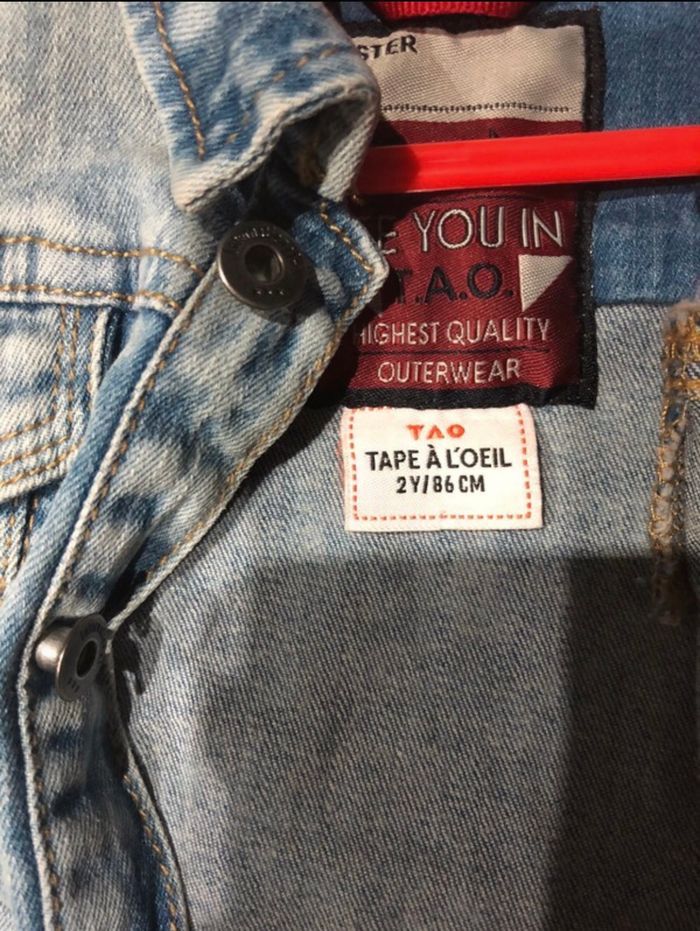 STER
E YOU IN
T.A.O.
HIGHEST QUALITY
OUTERWEAR
TAO
TAPE À L'OEIL
2Y/86 CM